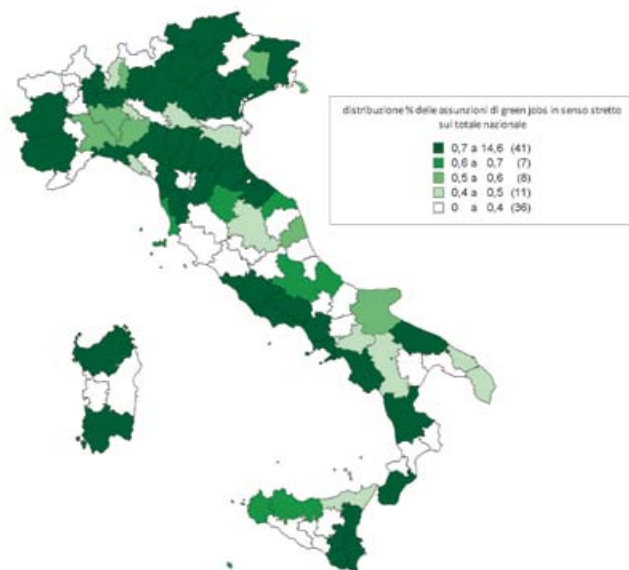 distribuzione % delle assunzioni di green jobs in senso stretto
sul totale nazionale
0,7 a 14,6 (41)
0,6 a 0,7 (7)
0,5 a 0,6 (8)
0,4 a 0,5 (11)
0 a 0,4 (36)